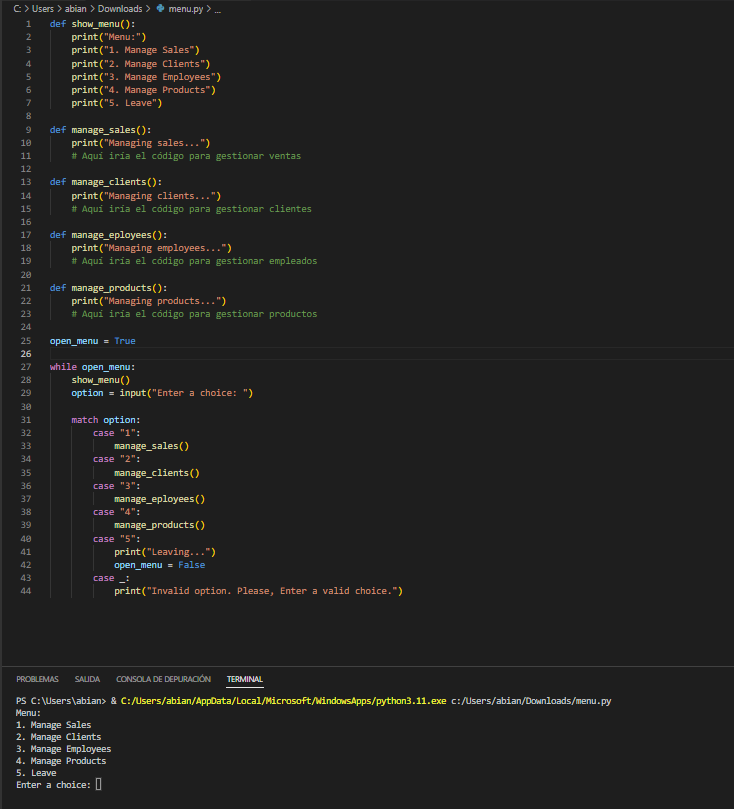 C: > Users > abian > Downloads > menu.py > ...
1 def show_menu():
2     print("Menu:")
3     print("1. Manage Sales")
4     print("2. Manage Clients")
5     print("3. Manage Employees")
6     print("4. Manage Products")
7     print("5. Leave")
8
9 def manage_sales():
10     print("Managing sales...")
11     # Aquí iría el código para gestionar ventas
12
13 def manage_clients():
14     print("Managing clients...")
15     # Aquí iría el código para gestionar clientes
16
17 def manage_eployees():
18     print("Managing employees...")
19     # Aquí iría el código para gestionar empleados
20
21 def manage_products():
22     print("Managing products...")
23     # Aquí iría el código para gestionar productos
24
25 open_menu = True
26
27 while open_menu:
28     show_menu()
29     option = input("Enter a choice: ")
30
31     match option:
32         case "1":
33             manage_sales()
34         case "2":
35             manage_clients()
36         case "3":
37             manage_eployees()
38         case "4":
39             manage_products()
40         case "5":
41             print("Leaving...")
42             open_menu = False
43         case _:
44             print("Invalid option. Please, Enter a valid choice.")
PROBLEMAS SALIDA CONSOLA DE DEPURACIÓN TERMINAL
PS C:\Users\abian> & C:/Users/abian/AppData/Local/Microsoft/WindowsApps/python3.11.exe c:/Users/abian/Downloads/menu.py
Menu:
1. Manage Sales
2. Manage Clients
3. Manage Employees
4. Manage Products
5. Leave
Enter a choice: